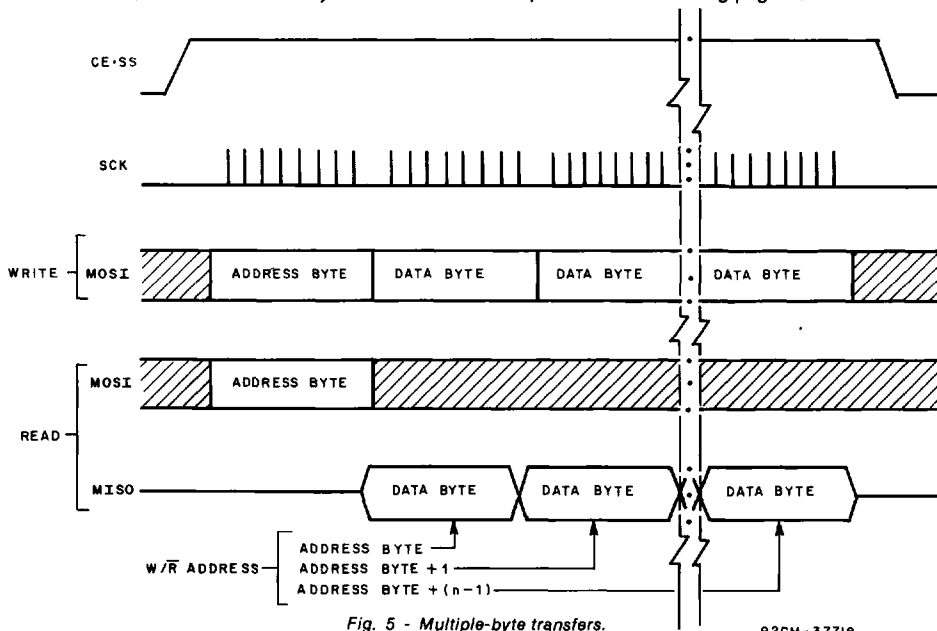 CE·SS
SCK
WRITE
MOSI
ADDRESS BYTE
DATA BYTE
DATA BYTE
DATA BYTE
READ
MOSI
ADDRESS BYTE
MISO
DATA BYTE
DATA BYTE
DATA BYTE
W/R̅ ADDRESS
ADDRESS BYTE
ADDRESS BYTE +1
ADDRESS BYTE +(n-1)
Fig. 5 - Multiple-byte transfers.